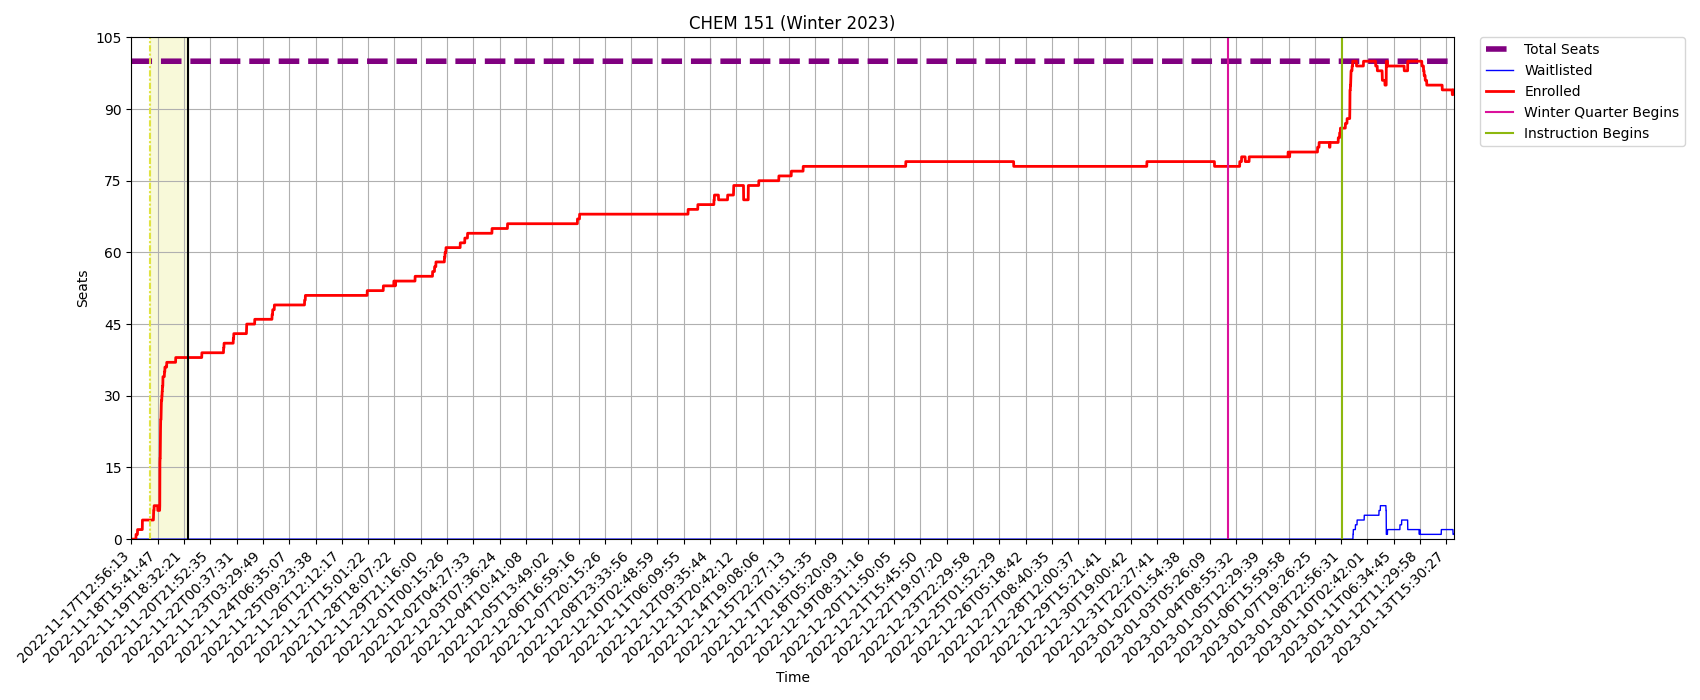 CHEM 151 (Winter 2023)
105
90
75
60
45
30
15
0
Seats
Total Seats
Waitlisted
Enrolled
Winter Quarter Begins
Instruction Begins
2022-11-17T12:56:13
2022-11-18T15:41:47
2022-11-19T18:32:21
2022-11-20T21:52:35
2022-11-22T00:37:31
2022-11-23T03:29:49
2022-11-24T06:35:07
2022-11-25T09:23:38
2022-11-26T12:12:17
2022-11-27T15:01:22
2022-11-28T18:07:22
2022-11-29T21:16:00
2022-12-01T00:15:26
2022-12-02T04:27:33
2022-12-03T07:36:24
2022-12-04T10:41:08
2022-12-05T13:49:02
2022-12-06T16:59:16
2022-12-07T20:15:26
2022-12-08T23:33:56
2022-12-10T02:48:59
2022-12-11T06:09:55
2022-12-12T09:35:44
2022-12-13T20:42:12
2022-12-14T19:08:06
2022-12-15T22:27:13
2022-12-17T01:51:35
2022-12-18T05:20:09
2022-12-19T08:31:16
2022-12-20T11:50:05
2022-12-21T15:45:50
2022-12-22T19:07:20
2022-12-23T22:29:58
2022-12-25T01:52:29
2022-12-26T05:18:42
2022-12-27T08:40:35
2022-12-28T12:00:37
2022-12-29T15:21:41
2022-12-30T19:00:42
2022-12-31T22:27:41
2023-01-02T01:54:38
2023-01-03T05:26:09
2023-01-04T08:55:32
2023-01-05T12:29:39
2023-01-06T15:59:58
2023-01-07T19:26:25
2023-01-08T22:56:31
2023-01-10T02:42:01
2023-01-11T06:34:45
2023-01-12T11:29:58
2023-01-13T15:30:27
Time